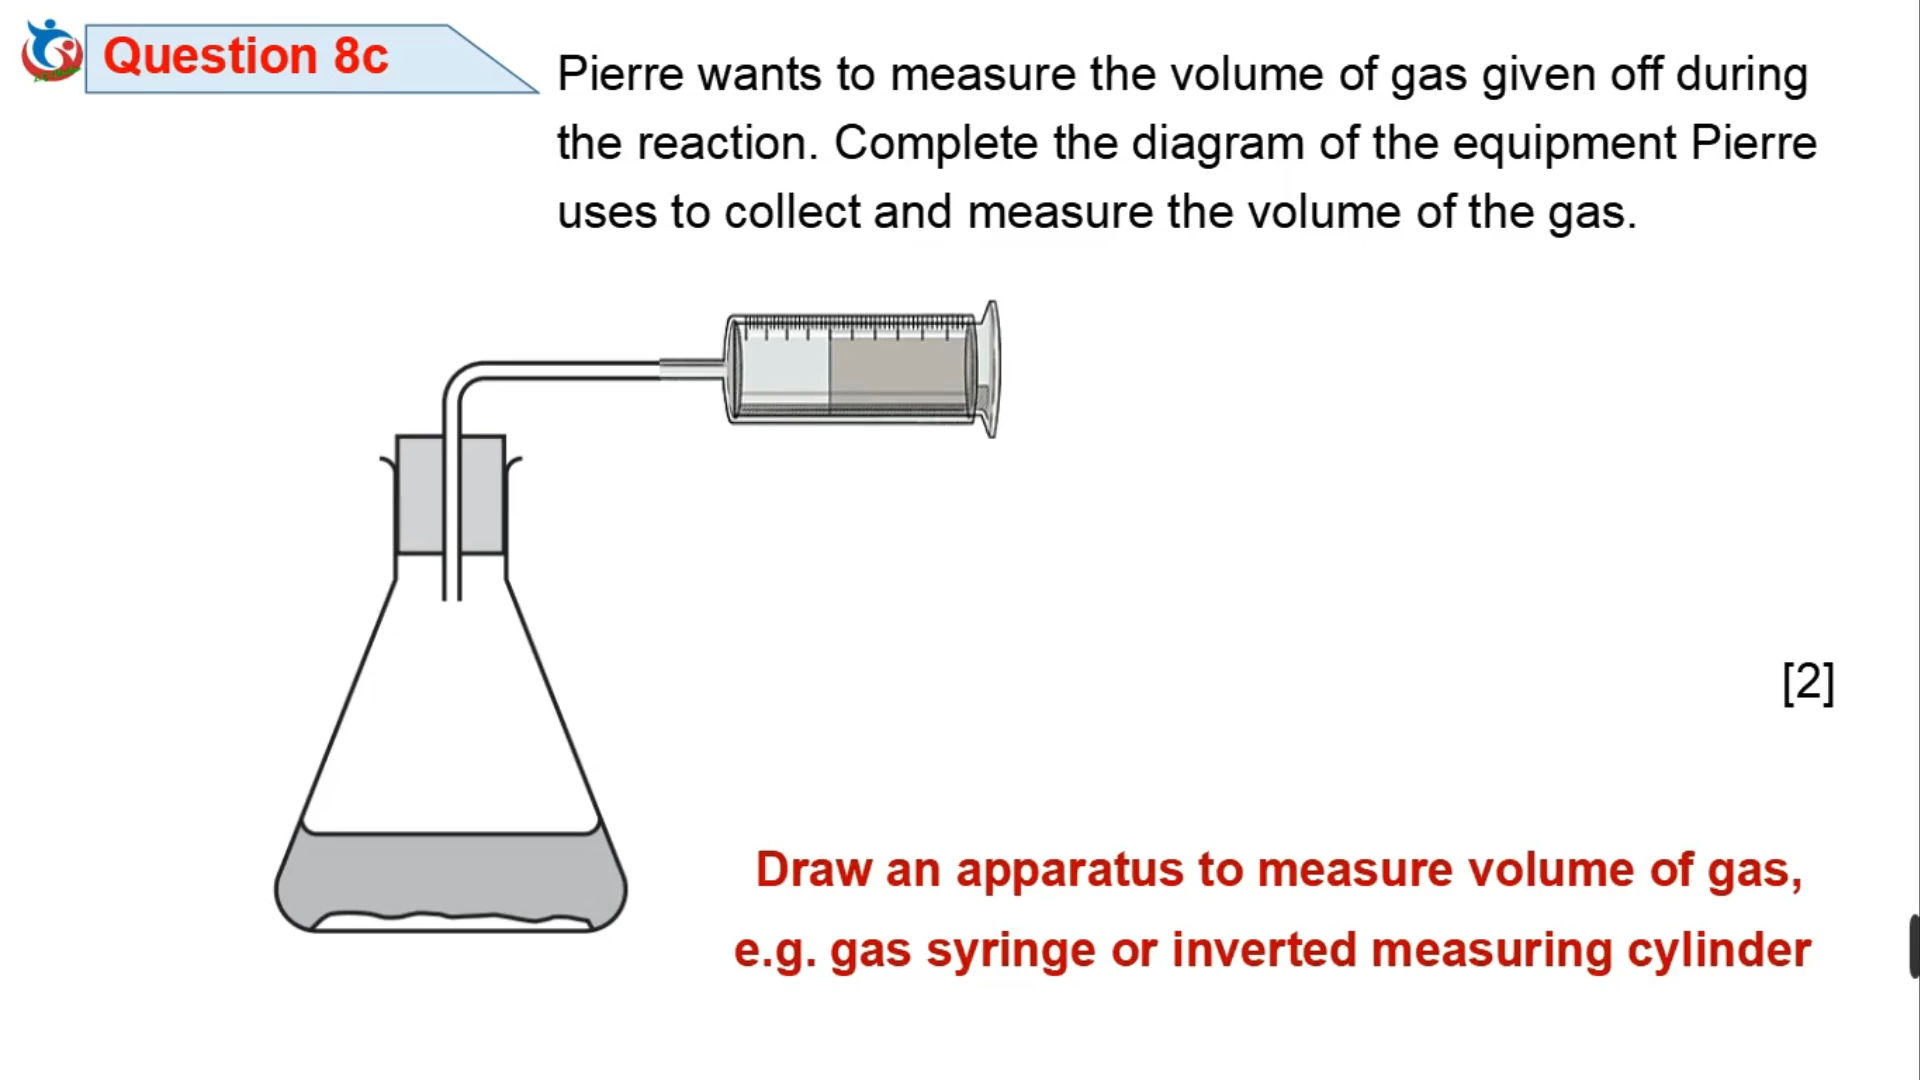 Question 8c
Pierre wants to measure the volume of gas given off during
the reaction. Complete the diagram of the equipment Pierre
uses to collect and measure the volume of the gas.
[2]
Draw an apparatus to measure volume of gas,
e.g. gas syringe or inverted measuring cylinder